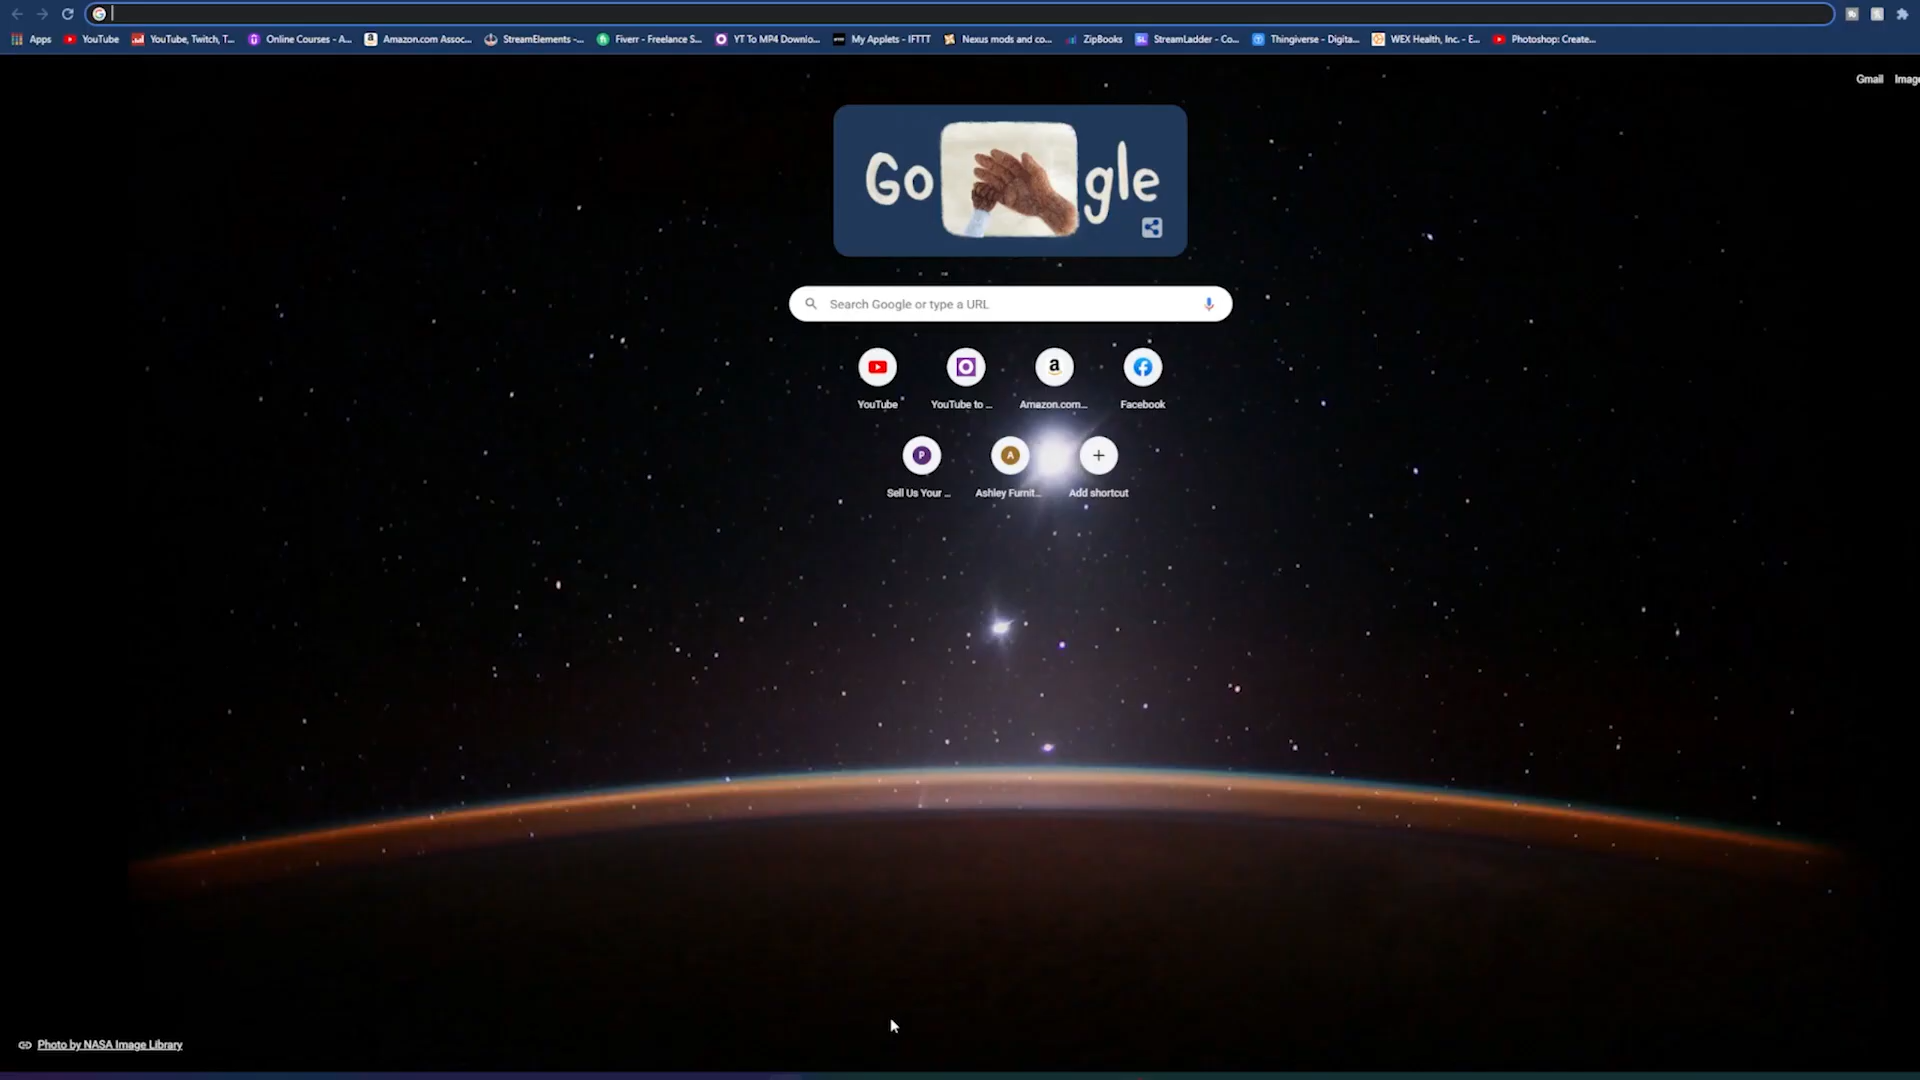 Apps YouTube YouTube, Twitch, T... Online Courses - A... Amazon.com Assoc... StreamElements -... Fiverr - Freelance S... YT To MP4 Downlo... My Applets - IFTTT Nexus mods and co... ZipBooks StreamLadder - Co... Thingiverse - Digita... WEX Health, Inc. - E... Photoshop: Create...
Gmail Image
Go gle
Search Google or type a URL
YouTube YouTube to ... Amazon.com... Facebook
P A
Sell Us Your ... Ashley Furnit... Add shortcut
Photo by NASA Image Library